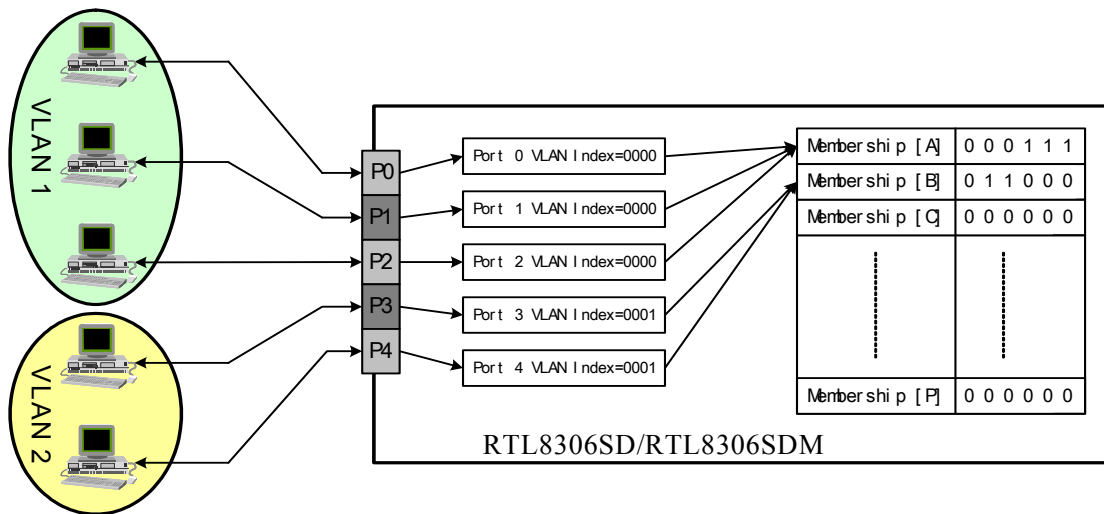 VLAN 1
VLAN 2
P0
P1
P2
P3
P4
Port 0 VLAN Index=0000
Port 1 VLAN Index=0000
Port 2 VLAN Index=0000
Port 3 VLAN Index=0001
Port 4 VLAN Index=0001
Membership [A] 0 0 0 1 1 1
Membership [B] 0 1 1 0 0 0
Membership [C] 0 0 0 0 0 0
Membership [P] 0 0 0 0 0 0
RTL8306SD/RTL8306SDM